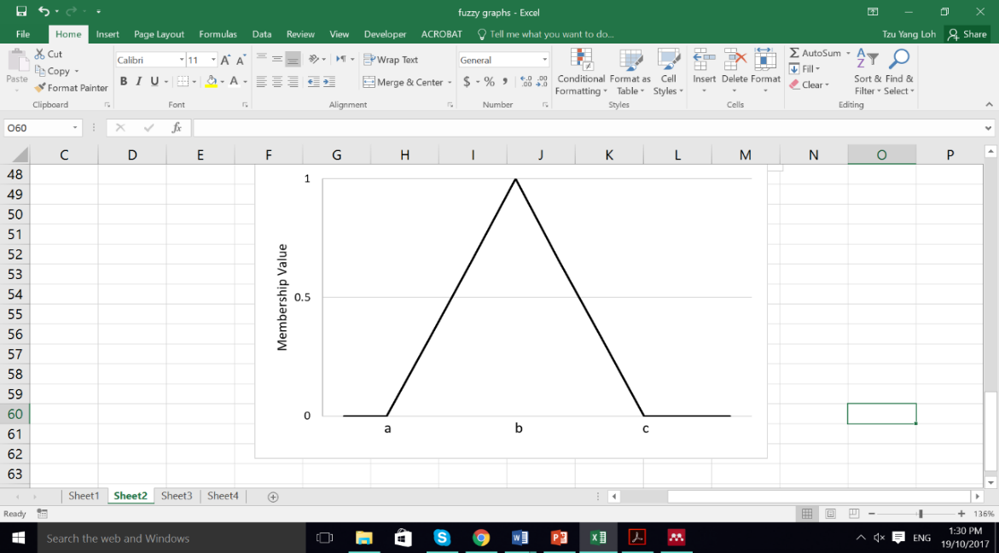 fuzzy graphs - Excel
File Home Insert Page Layout Formulas Data Review View Developer ACROBAT Tell me what you want to do... Tzu Yang Loh Share
Paste
Cut
Copy
Format Painter
Clipboard
Calibri 11 A A
B I U A
Font
Wrap Text
Merge & Center
Alignment
General
$ % , .00 .00
Number
Conditional Formatting
Format as Table
Cell Styles
Styles
Insert Delete Format
Cells
AutoSum
Fill
Clear
Sort & Filter
Find & Select
Editing
O60 fx
C D E F G H I J K L M N O P
48
49
50
51
52
53
54
55
56
57
58
59
60
61
62
63
Membership Value
1
0.5
0
a b c
Sheet1 Sheet2 Sheet3 Sheet4
Ready 136%
Search the web and Windows
ENG
1:30 PM
19/10/2017